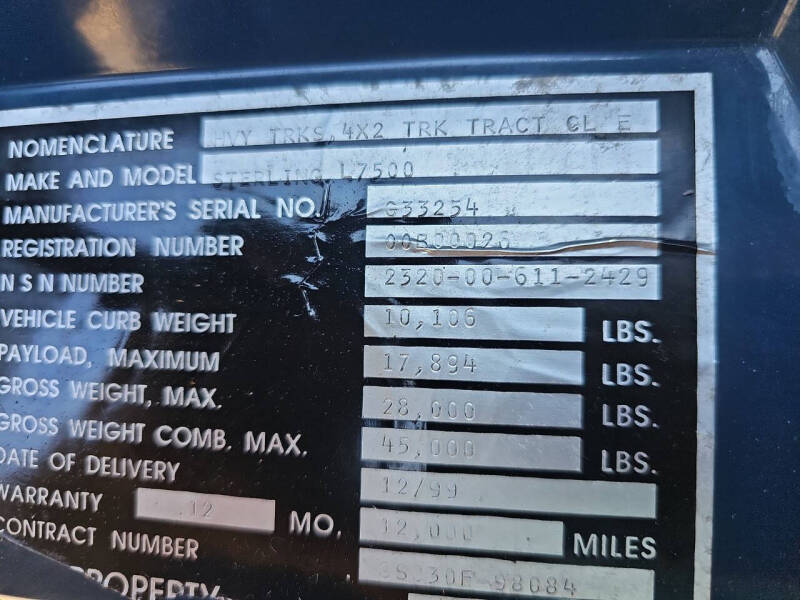 NOMENCLATURE HVY TRKS, 4X2 TRK TRACT CL E
MAKE AND MODEL STERLING L7500
MANUFACTURER'S SERIAL NO. G33254
REGISTRATION NUMBER 00B00026
N S N NUMBER 2320-00-611-2429
VEHICLE CURB WEIGHT 10,106 LBS.
PAYLOAD, MAXIMUM 17,894 LBS.
GROSS WEIGHT, MAX. 28,000 LBS.
GROSS WEIGHT COMB. MAX. 45,000 LBS.
DATE OF DELIVERY 12/99
WARRANTY 12 MO. 12,000 MILES
CONTRACT NUMBER 98084
PROPERTY